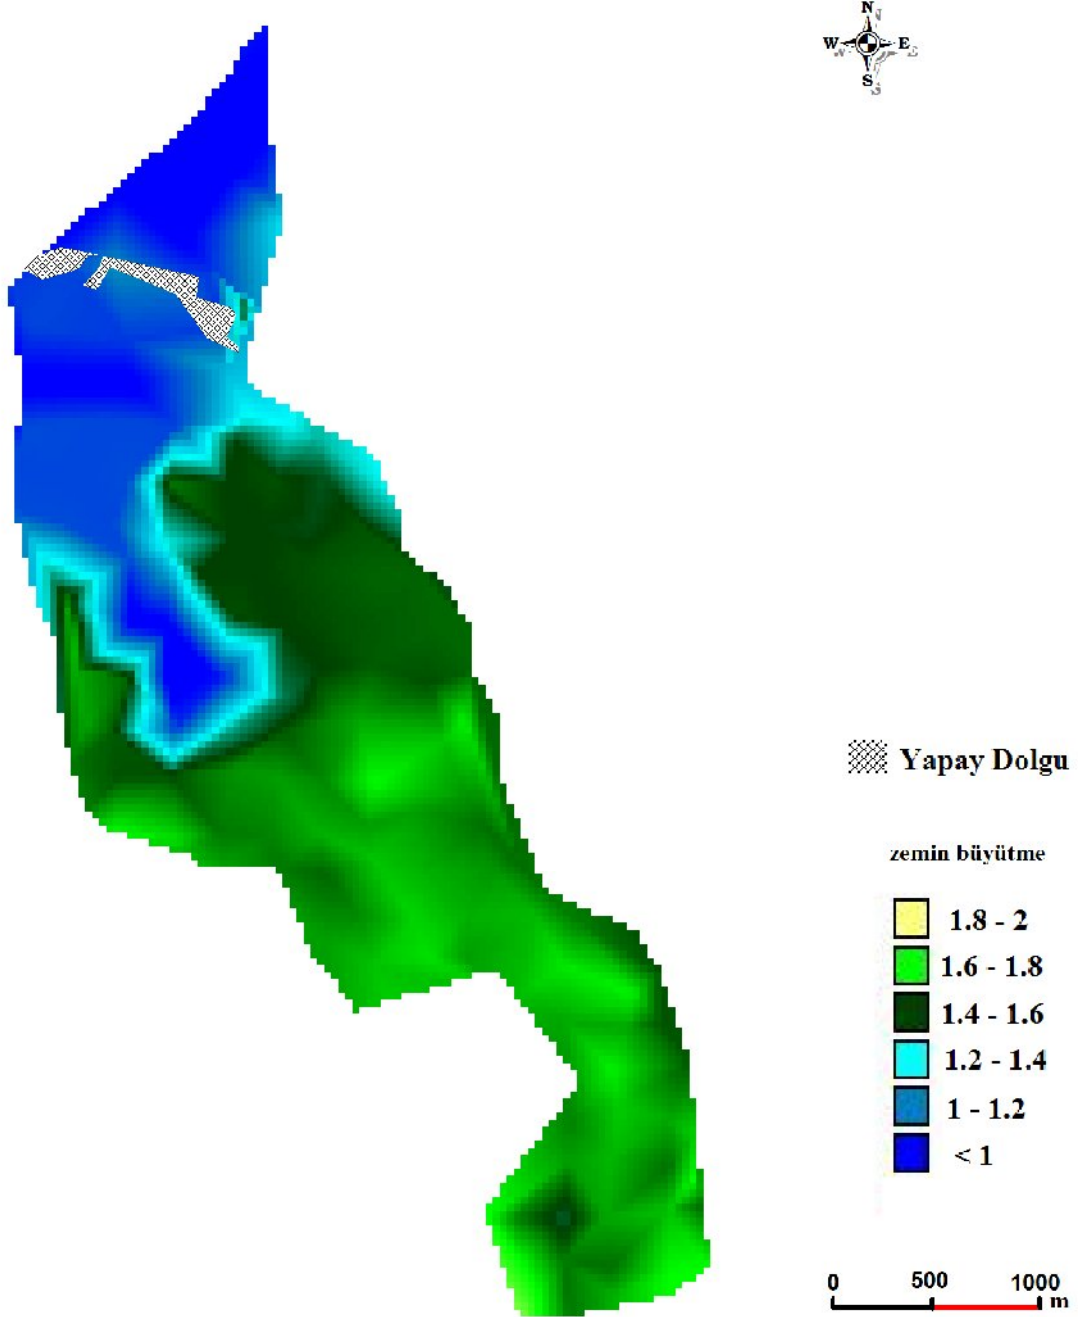 N
W E
S
Yapay Dolgu
zemin büyütme
1.8 - 2
1.6 - 1.8
1.4 - 1.6
1.2 - 1.4
1 - 1.2
< 1
0 500 1000
m